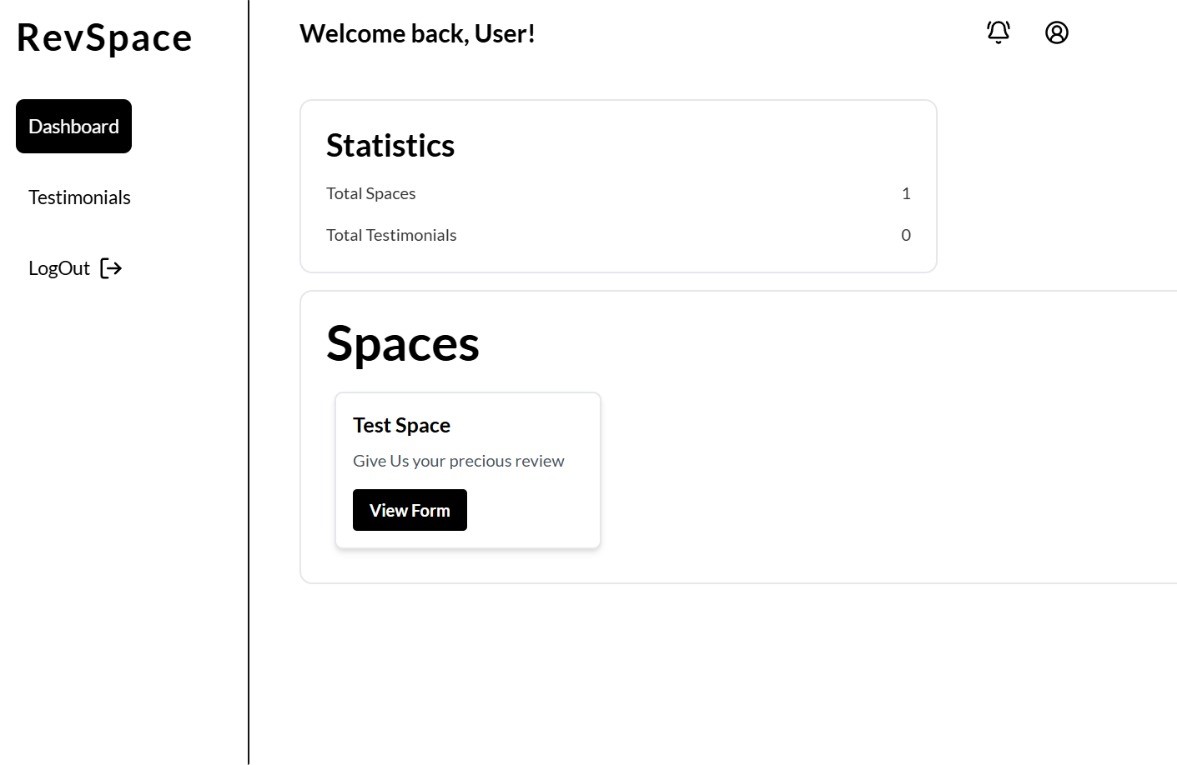 RevSpace
Dashboard
Testimonials
LogOut
Welcome back, User!
Statistics
Total Spaces 1
Total Testimonials 0
Spaces
Test Space
Give Us your precious review
View Form